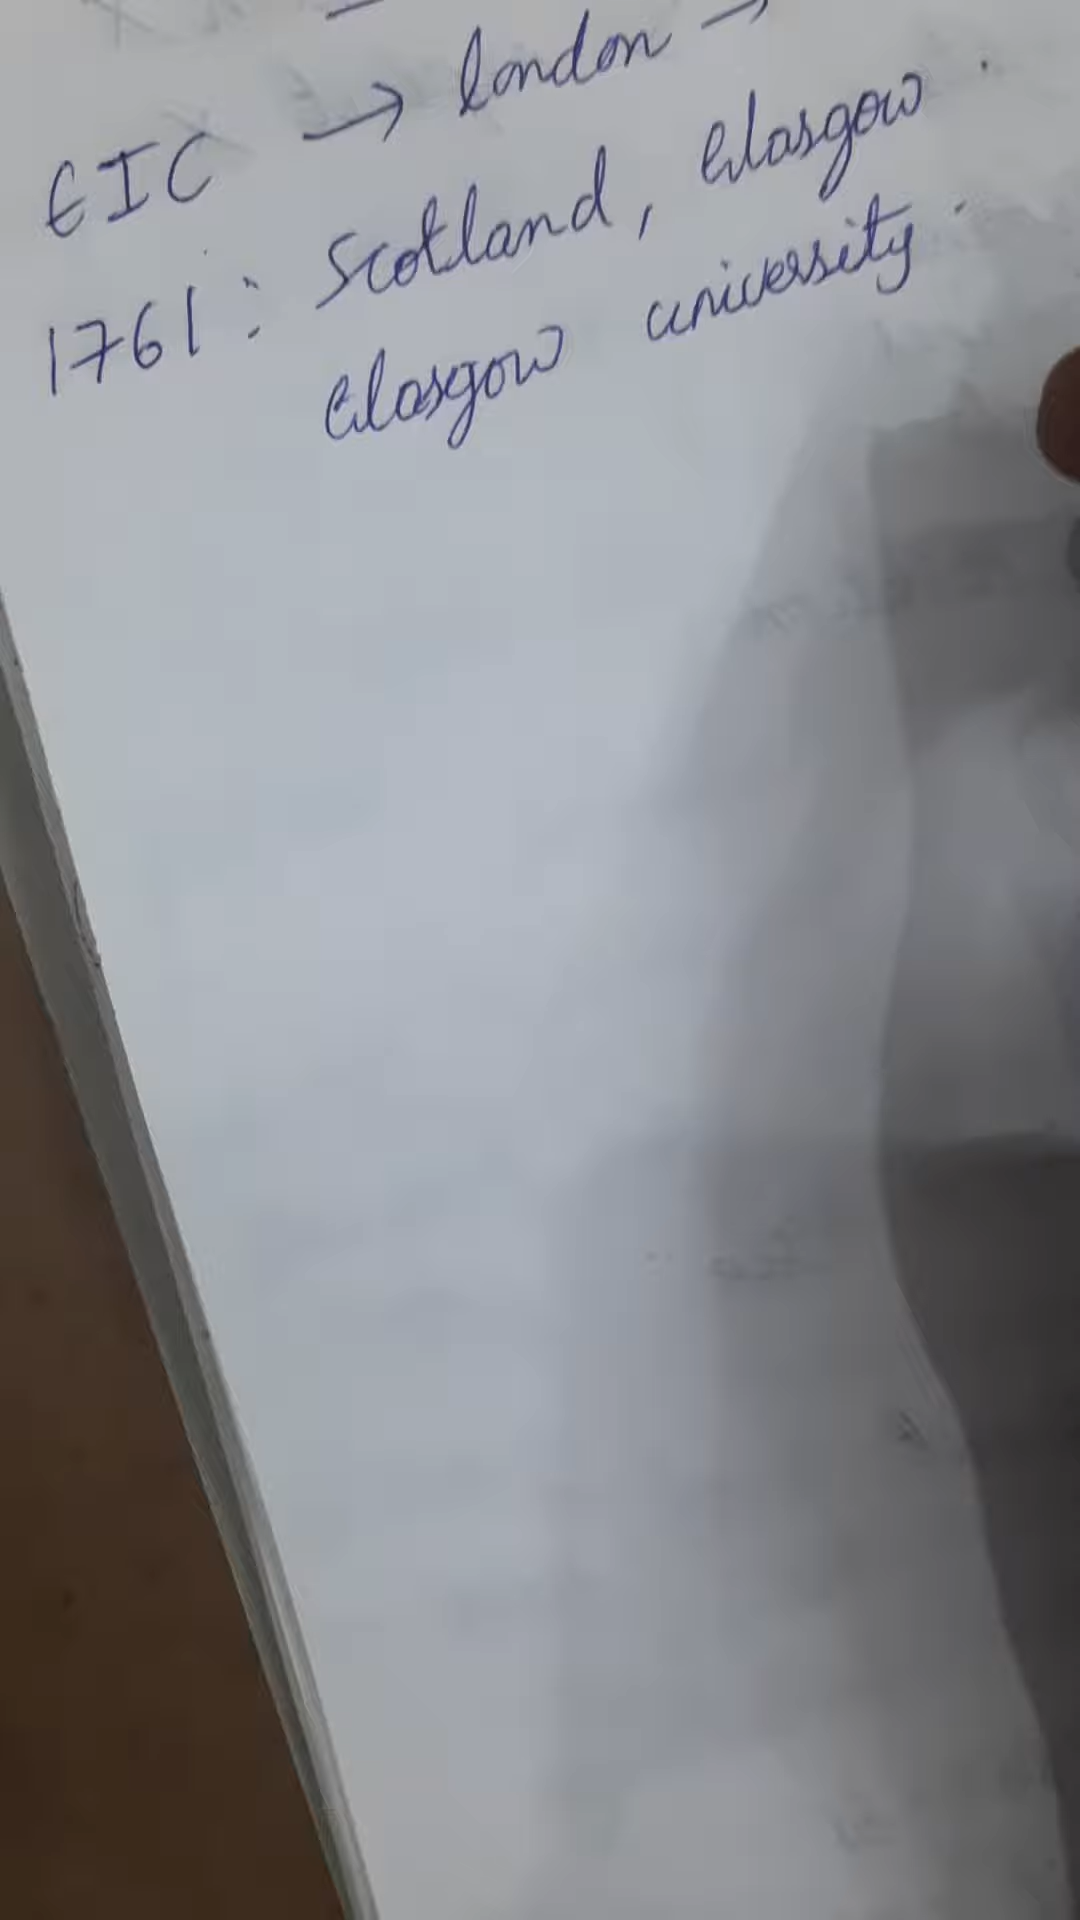 EIC → london →
1761: Scotland, Glasgow.
Glasgow university.